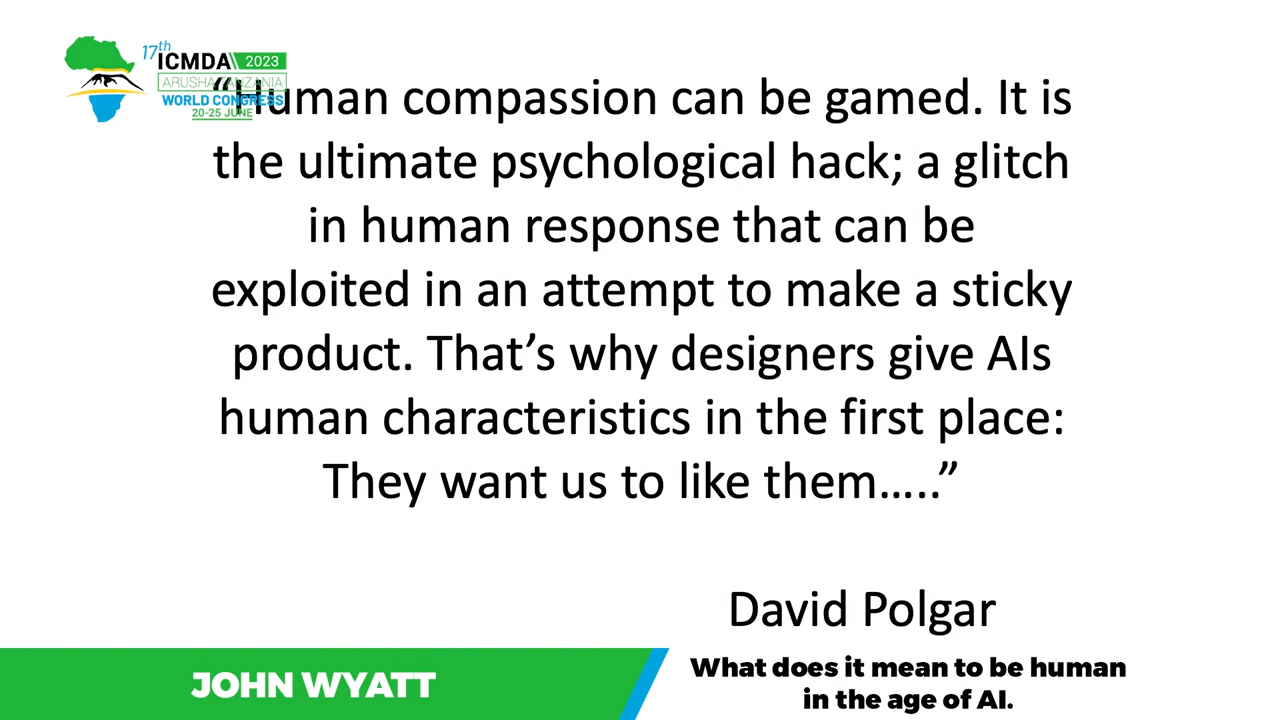 17th
ICMDA 2023
ARUSHA TANZANIA
WORLD CONGRESS
20-25 JUNE
“Human compassion can be gamed. It is
the ultimate psychological hack; a glitch
in human response that can be
exploited in an attempt to make a sticky
product. That’s why designers give AIs
human characteristics in the first place:
They want us to like them…..”
David Polgar
JOHN WYATT
What does it mean to be human
in the age of AI.